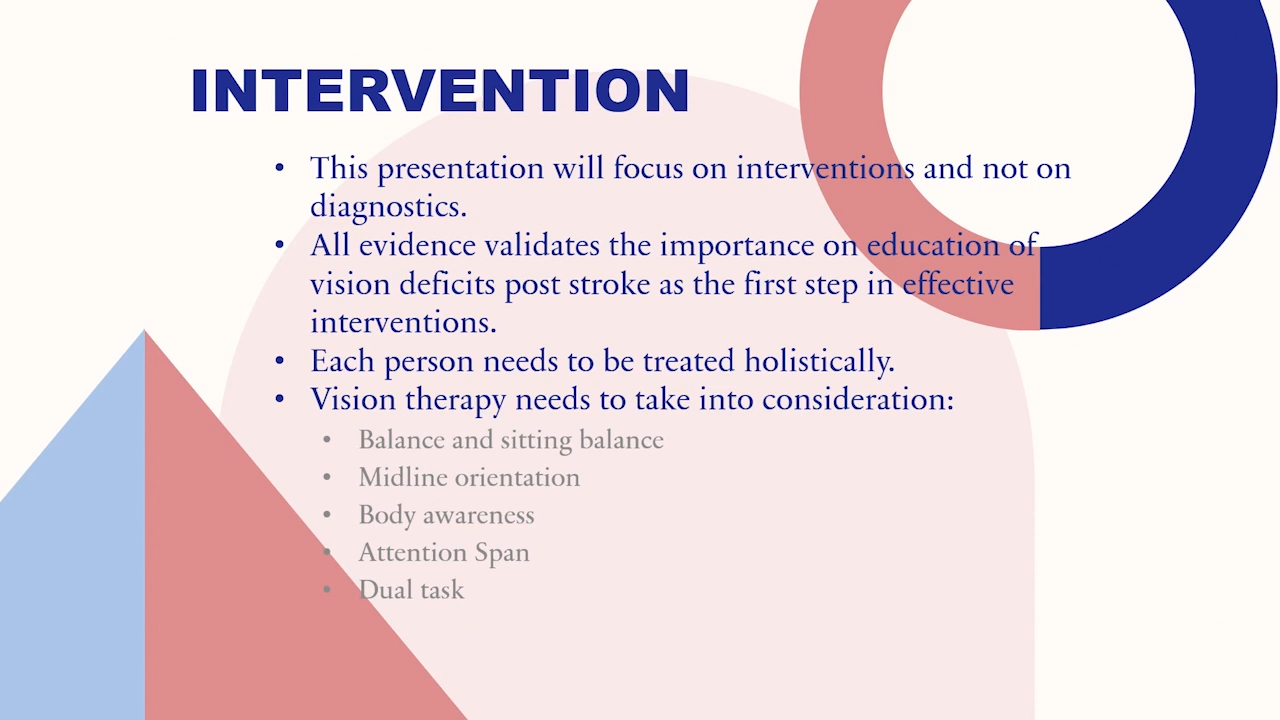 INTERVENTION
• This presentation will focus on interventions and not on
diagnostics.
• All evidence validates the importance on education of
vision deficits post stroke as the first step in effective
interventions.
• Each person needs to be treated holistically.
• Vision therapy needs to take into consideration:
• Balance and sitting balance
• Midline orientation
• Body awareness
• Attention Span
• Dual task